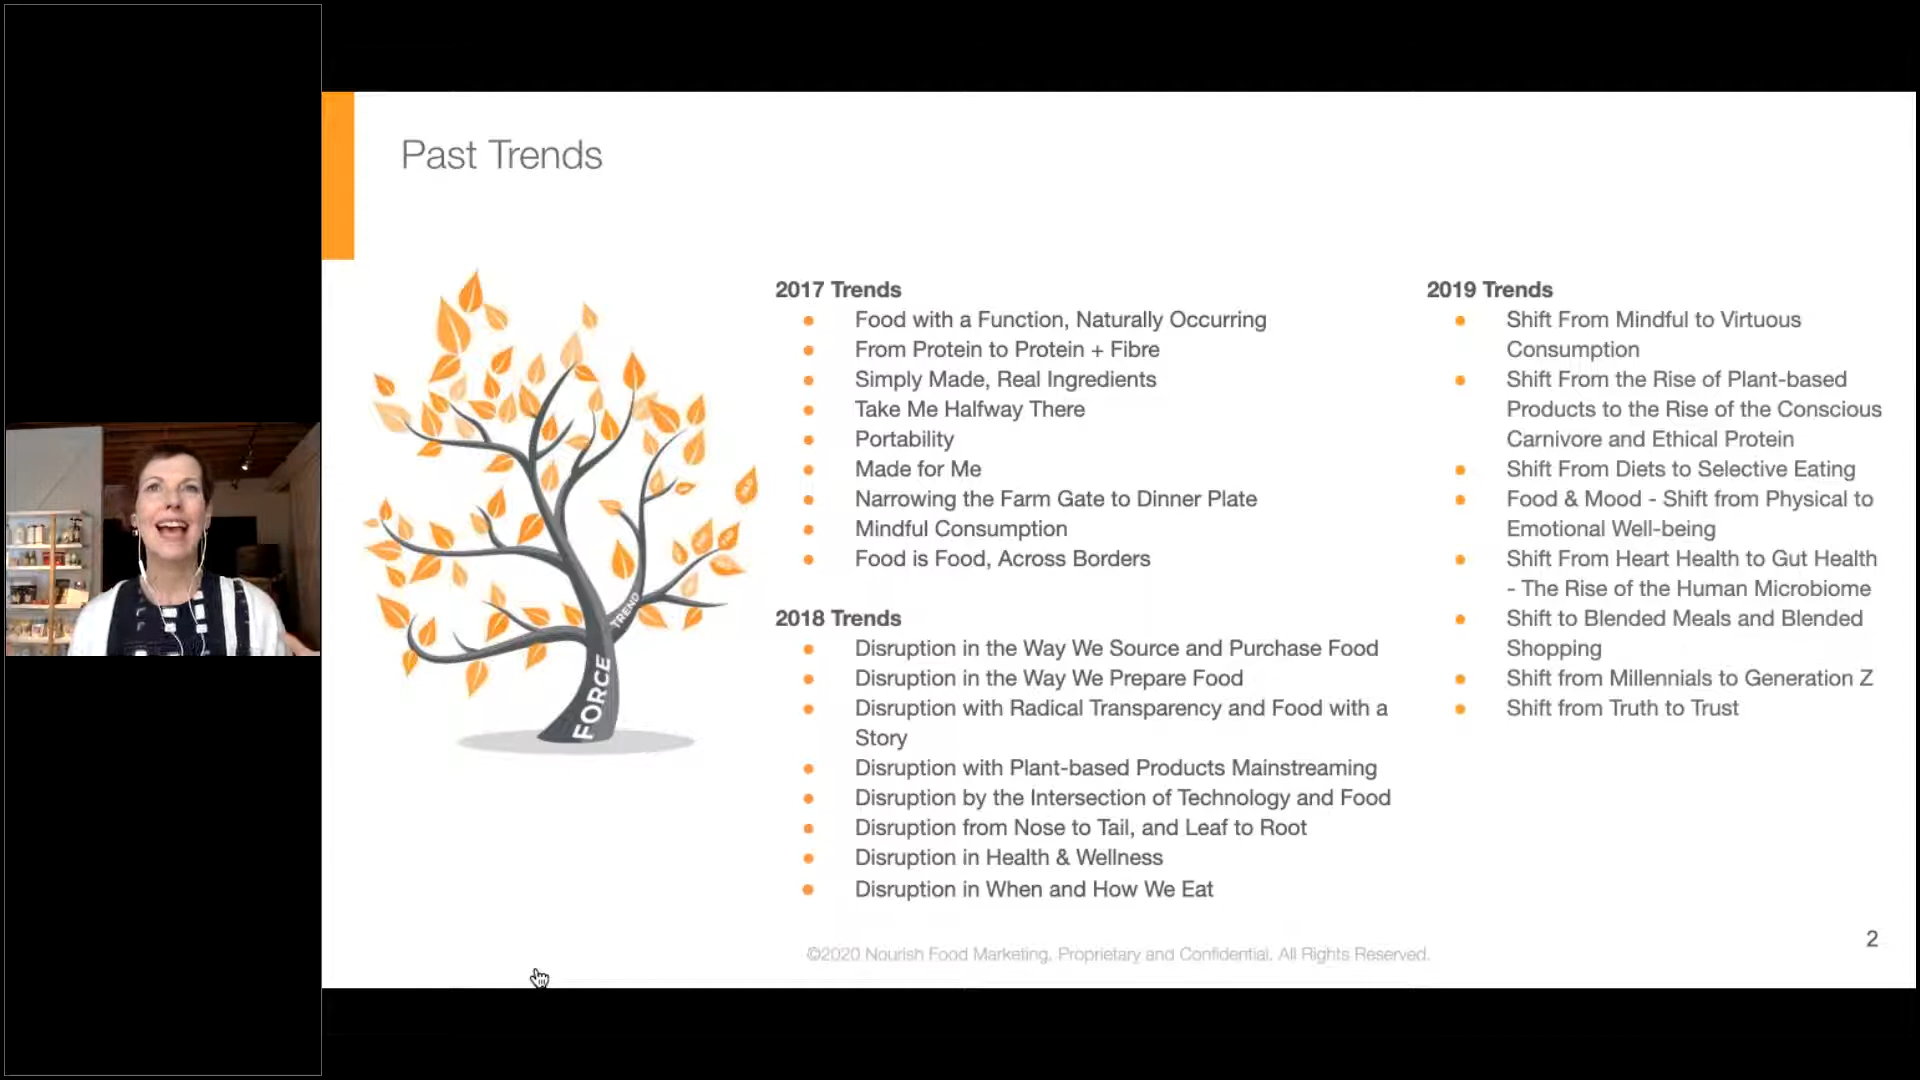 Past Trends
2017 Trends
Food with a Function, Naturally Occurring
From Protein to Protein + Fibre
Simply Made, Real Ingredients
Take Me Halfway There
Portability
Made for Me
Narrowing the Farm Gate to Dinner Plate
Mindful Consumption
Food is Food, Across Borders
2018 Trends
Disruption in the Way We Source and Purchase Food
Disruption in the Way We Prepare Food
Disruption with Radical Transparency and Food with a
Story
Disruption with Plant-based Products Mainstreaming
Disruption by the Intersection of Technology and Food
Disruption from Nose to Tail, and Leaf to Root
Disruption in Health & Wellness
Disruption in When and How We Eat
2019 Trends
Shift From Mindful to Virtuous
Consumption
Shift From the Rise of Plant-based
Products to the Rise of the Conscious
Carnivore and Ethical Protein
Shift From Diets to Selective Eating
Food & Mood - Shift from Physical to
Emotional Well-being
Shift From Heart Health to Gut Health
- The Rise of the Human Microbiome
Shift to Blended Meals and Blended
Shopping
Shift from Millennials to Generation Z
Shift from Truth to Trust
TREND
FORCE
©2020 Nourish Food Marketing, Proprietary and Confidential. All Rights Reserved.
2